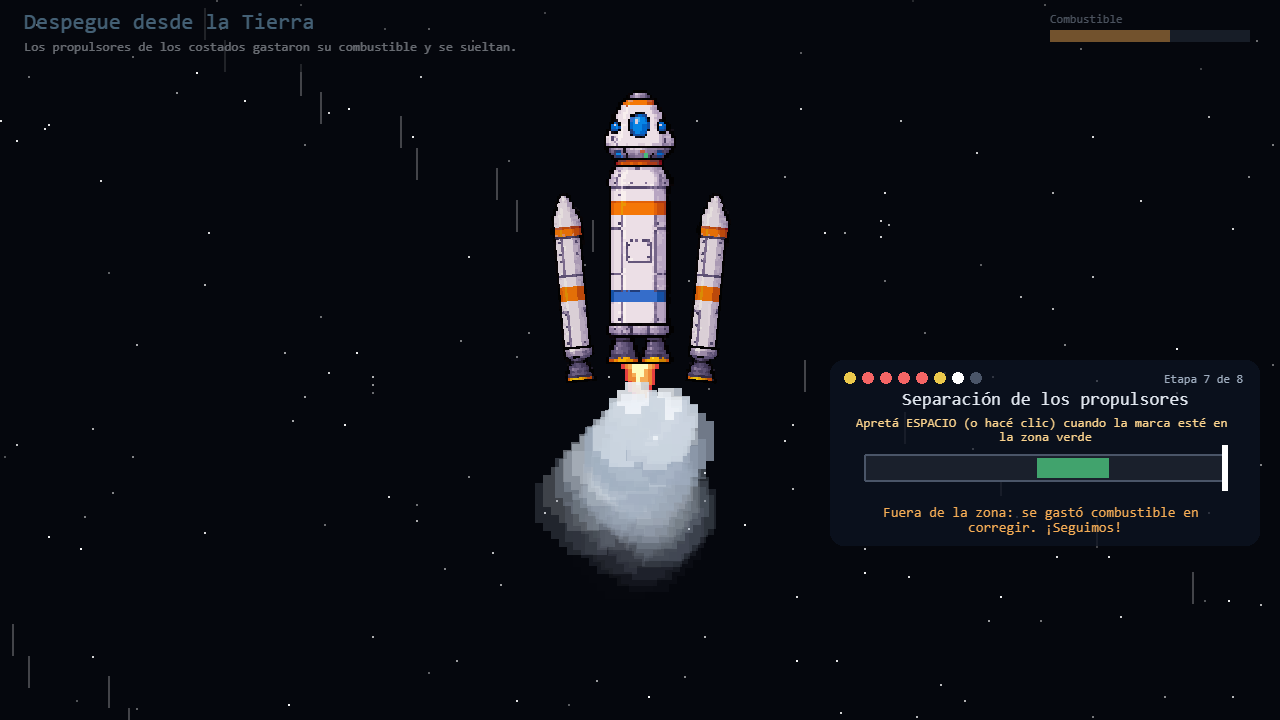 Despegue desde la Tierra
Los propulsores de los costados gastaron su combustible y se sueltan.
Combustible
Etapa 7 de 8
Separación de los propulsores
Apretá ESPACIO (o hacé clic) cuando la marca esté en
la zona verde
Fuera de la zona: se gastó combustible en
corregir. ¡Seguimos!